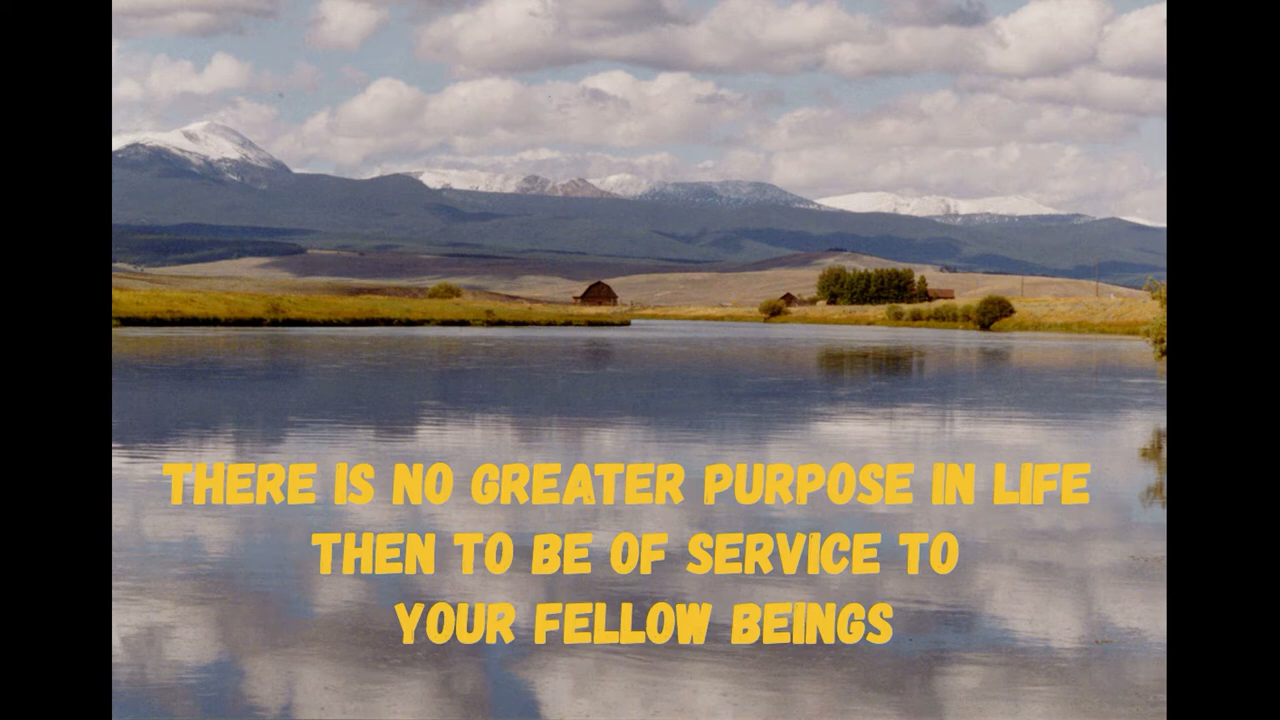 THERE IS NO GREATER PURPOSE IN LIFE
THEN TO BE OF SERVICE TO
YOUR FELLOW BEINGS